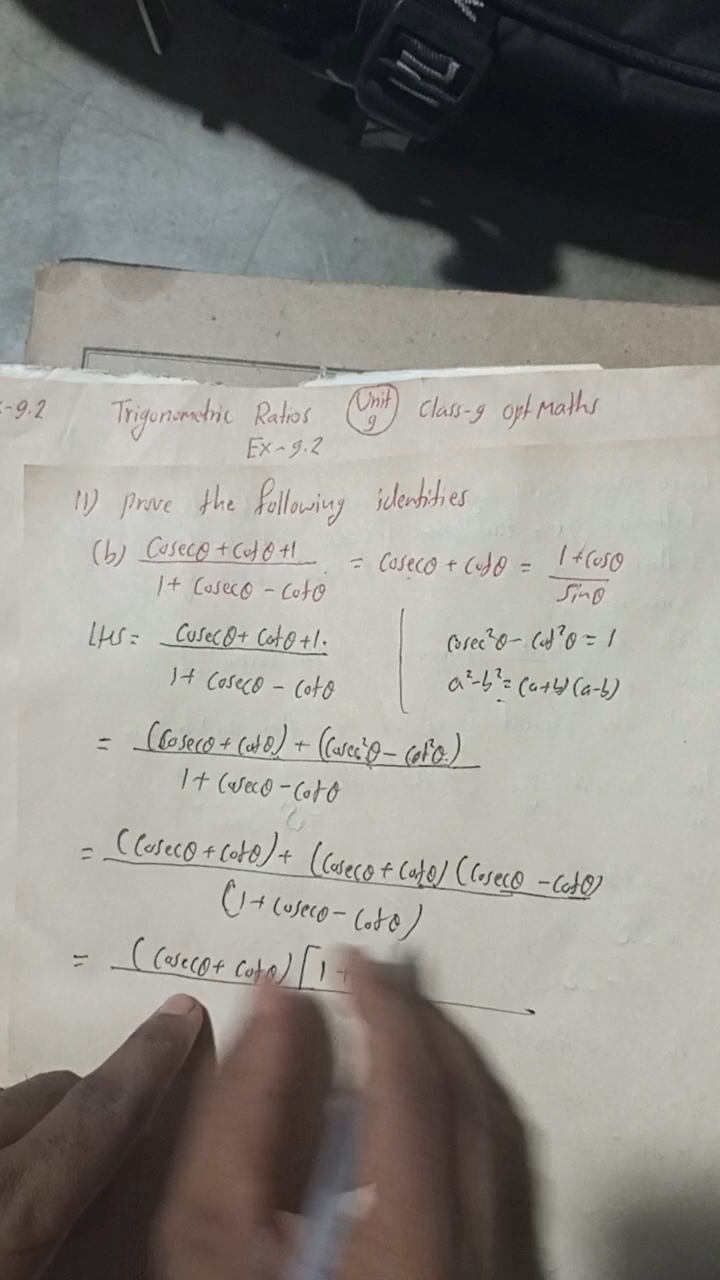 -9.2 Trigonometric Ratios Unit 9 Class-9 opt Maths
Ex-9.2
11) prove the following identities
(b) Cosecθ + Cotθ +1 / 1 + Cosecθ - Cotθ = Cosecθ + Cotθ = 1+Cosθ / Sinθ
LHS = Cosecθ + Cotθ +1. / 1+ Cosecθ - Cotθ
Cosec²θ - Cot²θ = 1
a²-b² = (a+b)(a-b)
= (Cosecθ + Cotθ) + (Cosec²θ - Cot²θ) / 1 + Cosecθ - Cotθ
= (Cosecθ + Cotθ) + (Cosecθ + Cotθ) (Cosecθ - Cotθ) / (1 + Cosecθ - Cotθ)
= (Cosecθ + Cotθ) [1 +